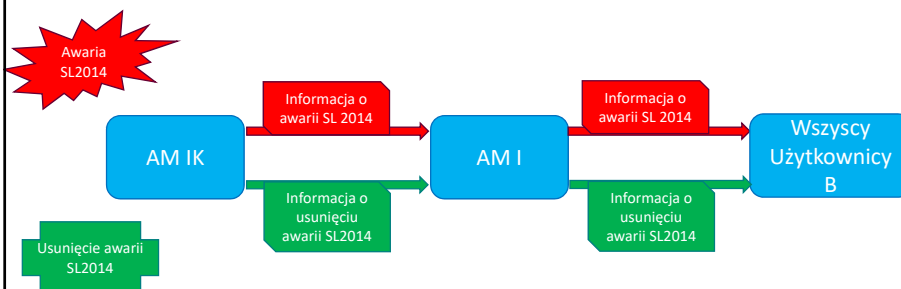 Awaria
SL2014
Informacja o
awarii SL 2014
Informacja o
awarii SL 2014
AM IK
AM I
Wszyscy
Użytkownicy
B
Informacja o
usunięciu
awarii SL2014
Informacja o
usunięciu
awarii SL2014
Usunięcie awarii
SL2014